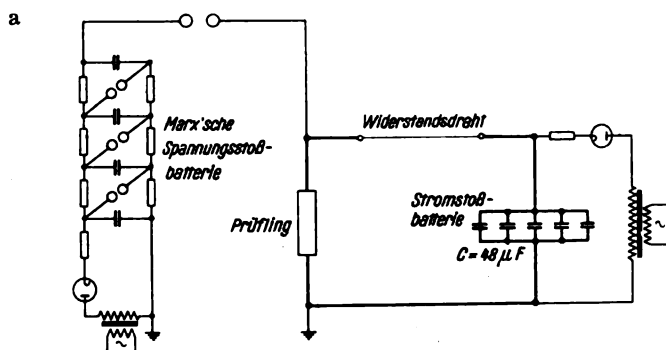 a
Marx'sche
Spannungsstoß-
batterie
Widerstandsdraht
Prüfling
Stromstoß-
batterie
C = 48 µF
~
~